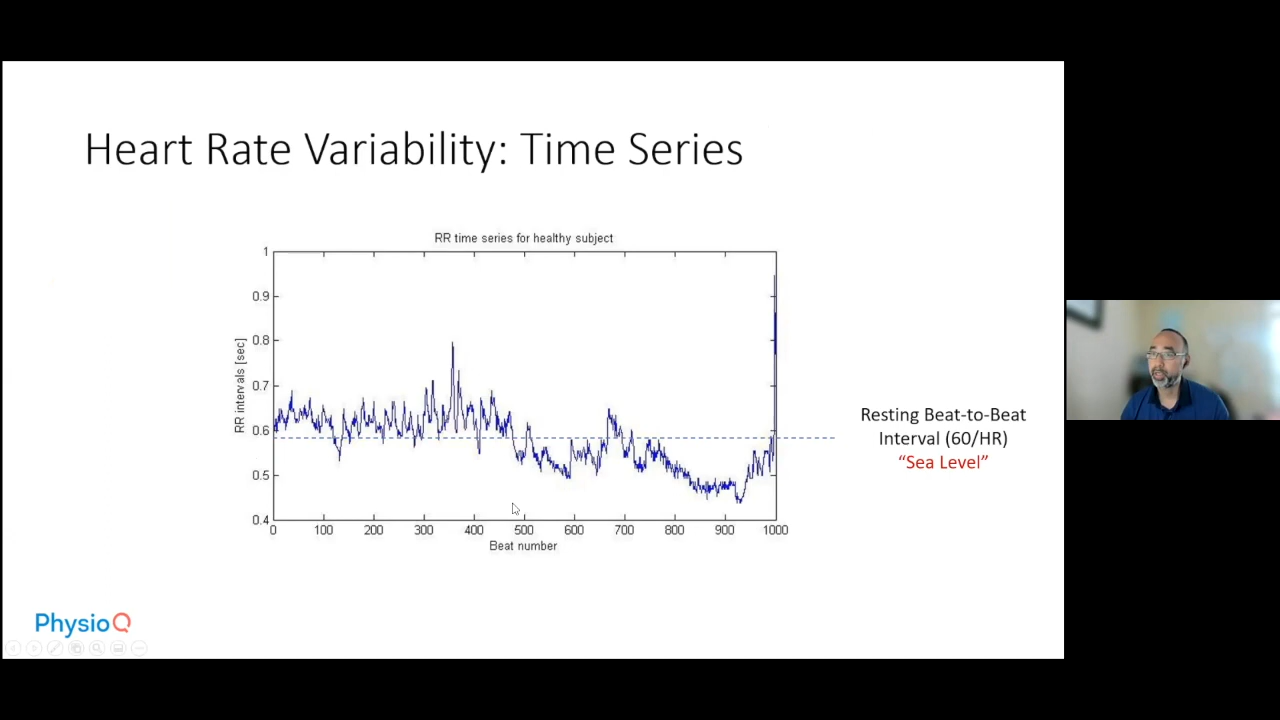 Heart Rate Variability: Time Series
RR time series for healthy subject
1
0.9
0.8
0.7
0.6
0.5
0.4
RR intervals [sec]
0 100 200 300 400 500 600 700 800 900 1000
Beat number
Resting Beat-to-Beat
Interval (60/HR)
“Sea Level”
PhysioQ